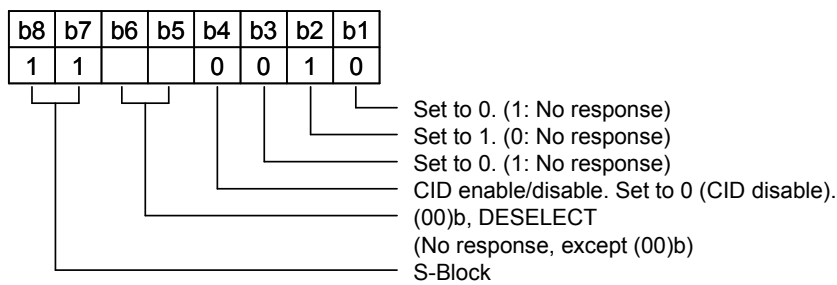 b8 b7 b6 b5 b4 b3 b2 b1
1 1 0 0 1 0
Set to 0. (1: No response)
Set to 1. (0: No response)
Set to 0. (1: No response)
CID enable/disable. Set to 0 (CID disable).
(00)b, DESELECT
(No response, except (00)b)
S-Block